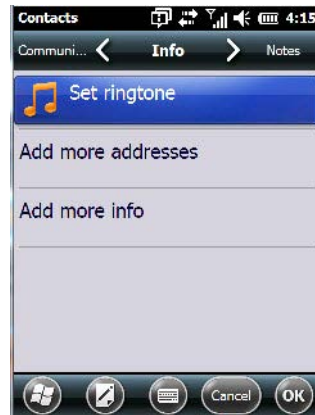 Contacts 4:15
Communi... Info Notes
Set ringtone
Add more addresses
Add more info
Cancel OK